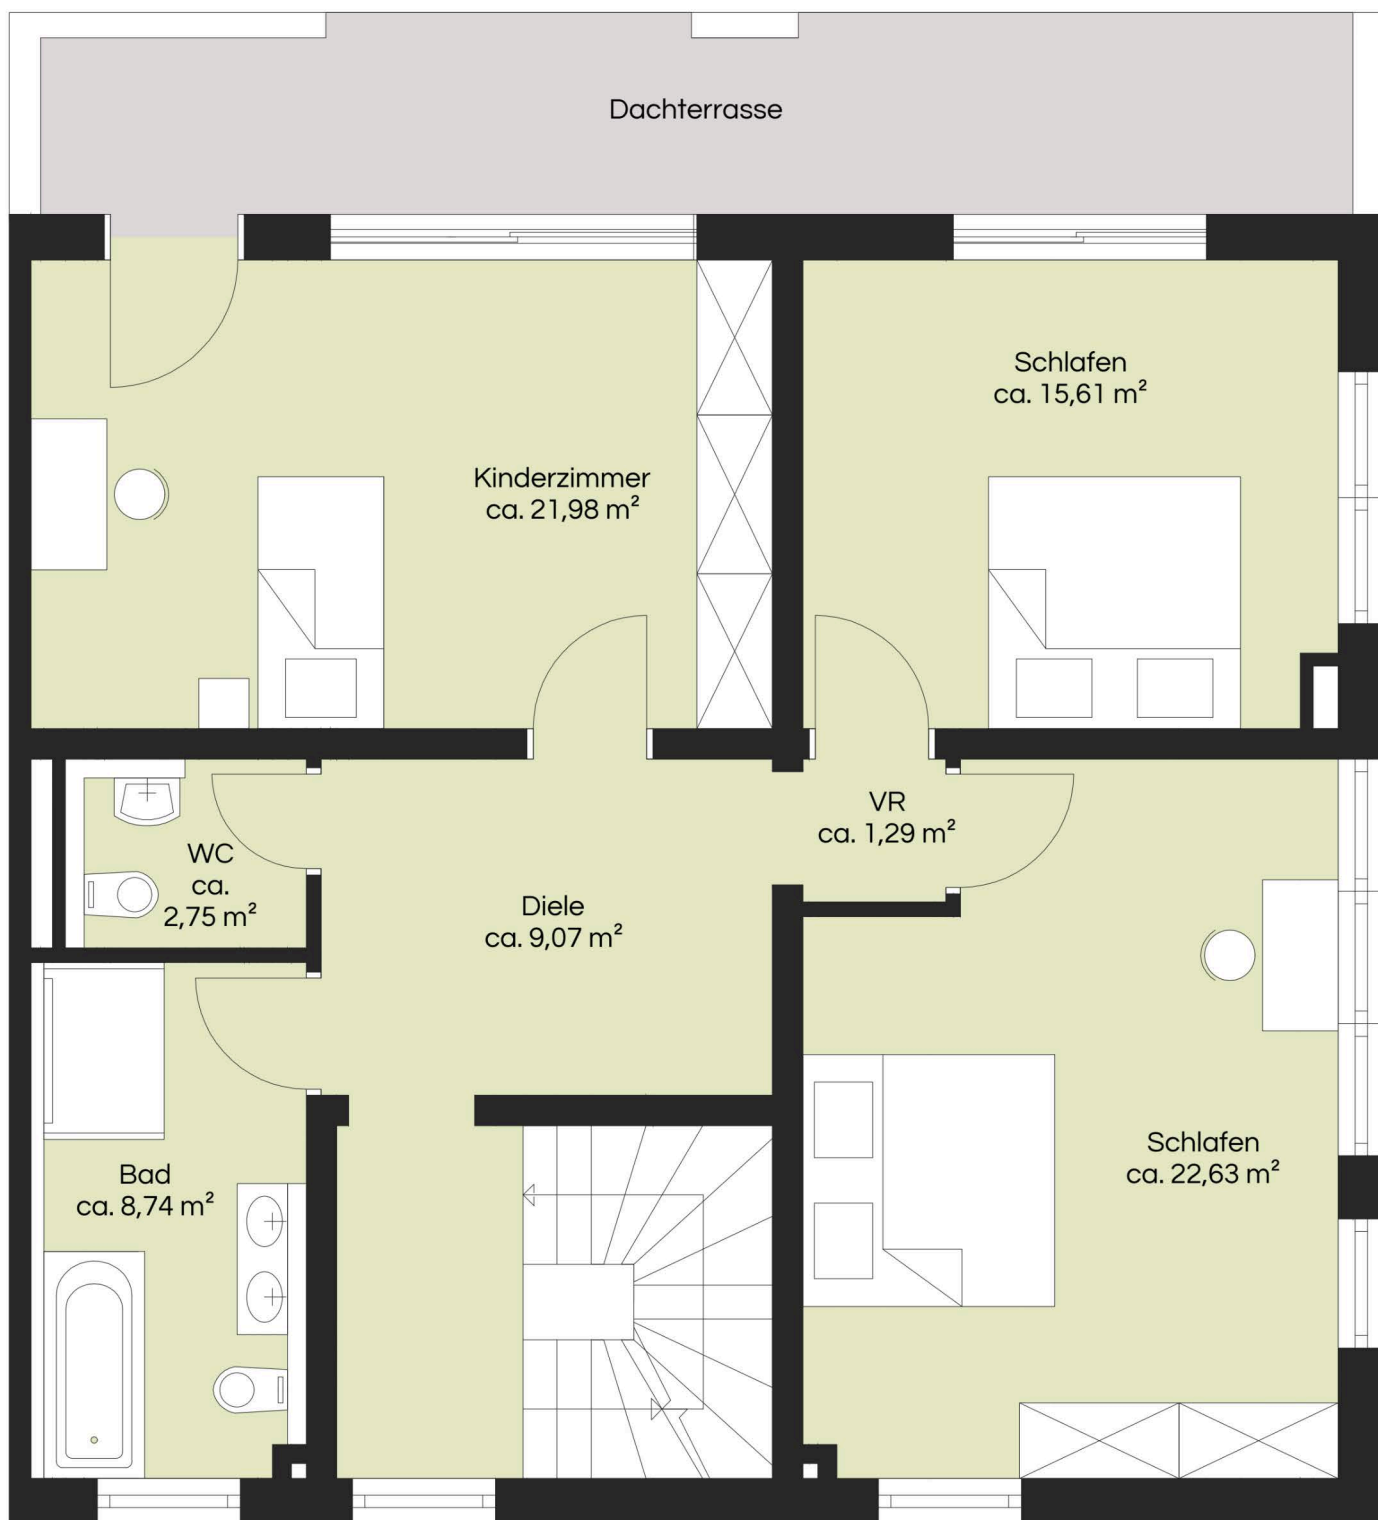 Dachterrasse
Schlafen
ca. 15,61 m²
Kinderzimmer
ca. 21,98 m²
VR
ca. 1,29 m²
WC
ca.
2,75 m²
Diele
ca. 9,07 m²
Schlafen
ca. 22,63 m²
Bad
ca. 8,74 m²